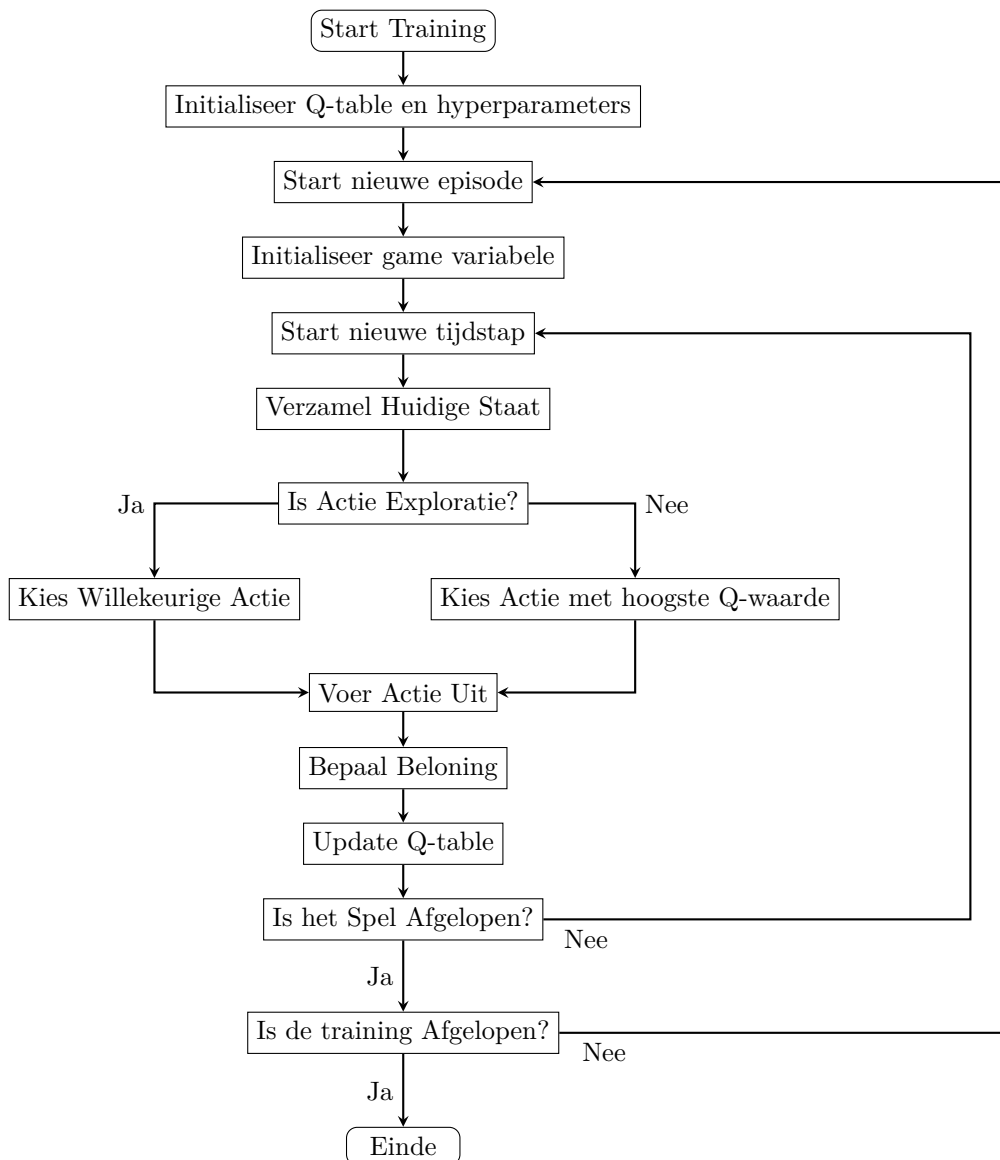 Start Training
Initialiseer Q-table en hyperparameters
Start nieuwe episode
Initialiseer game variabele
Start nieuwe tijdstap
Verzamel Huidige Staat
Is Actie Exploratie?
Ja
Nee
Kies Willekeurige Actie
Kies Actie met hoogste Q-waarde
Voer Actie Uit
Bepaal Beloning
Update Q-table
Is het Spel Afgelopen?
Nee
Ja
Is de training Afgelopen?
Nee
Ja
Einde